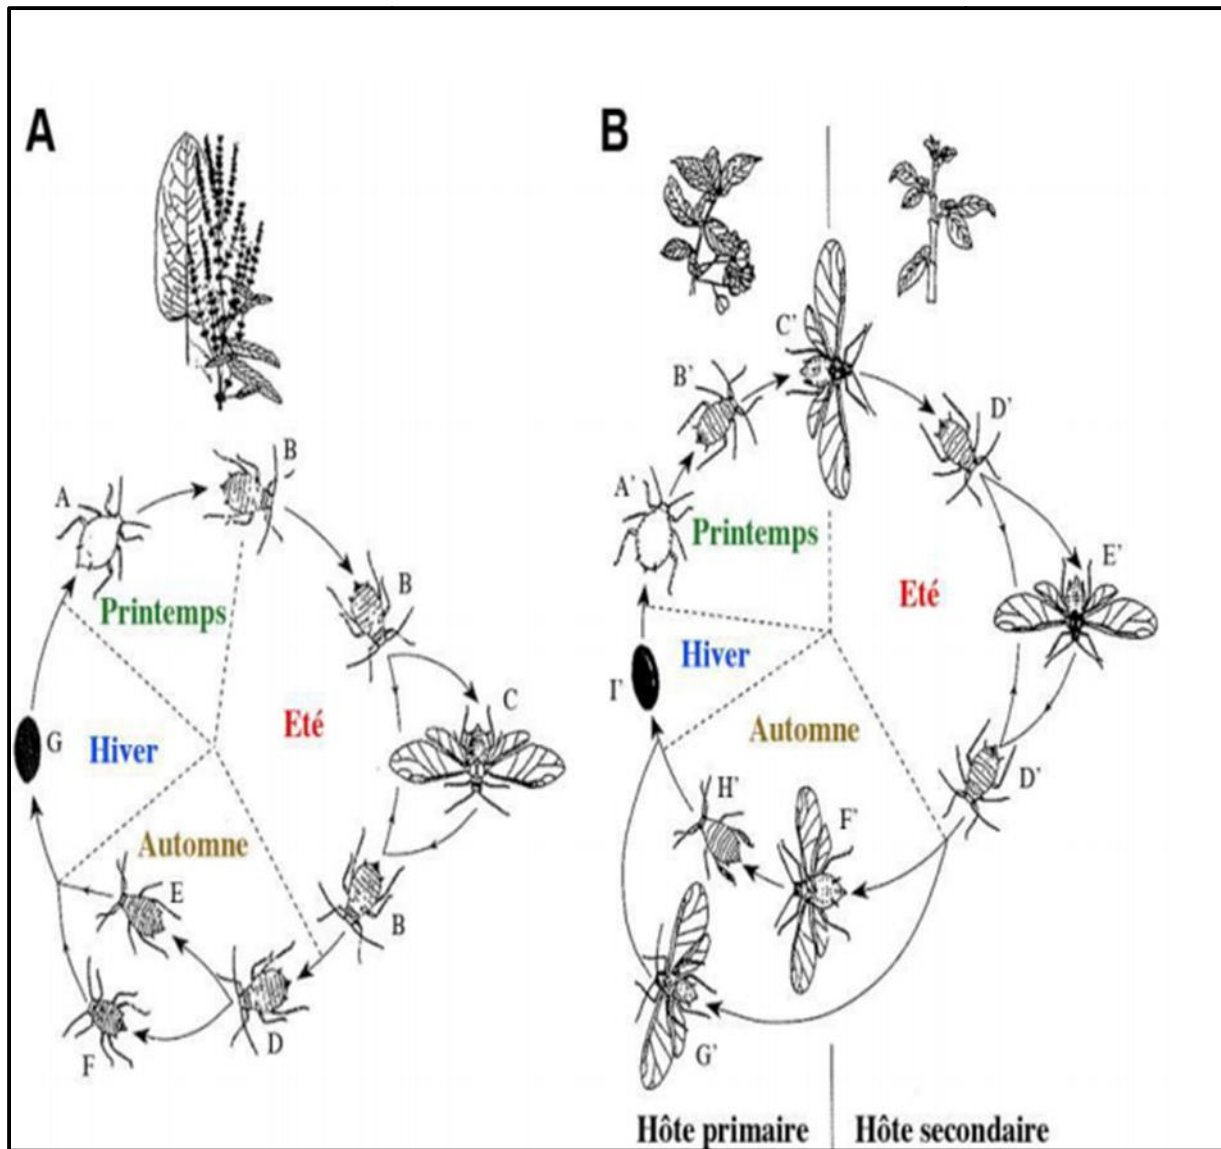 A
B
C'
B'
D'
A'
B
A
Printemps
E'
B
Eté
Printemps
Hiver
I'
C
G
Hiver
Eté
Automne
D'
H'
F'
Automne
E
B
D
F
G'
Hôte primaire
Hôte secondaire